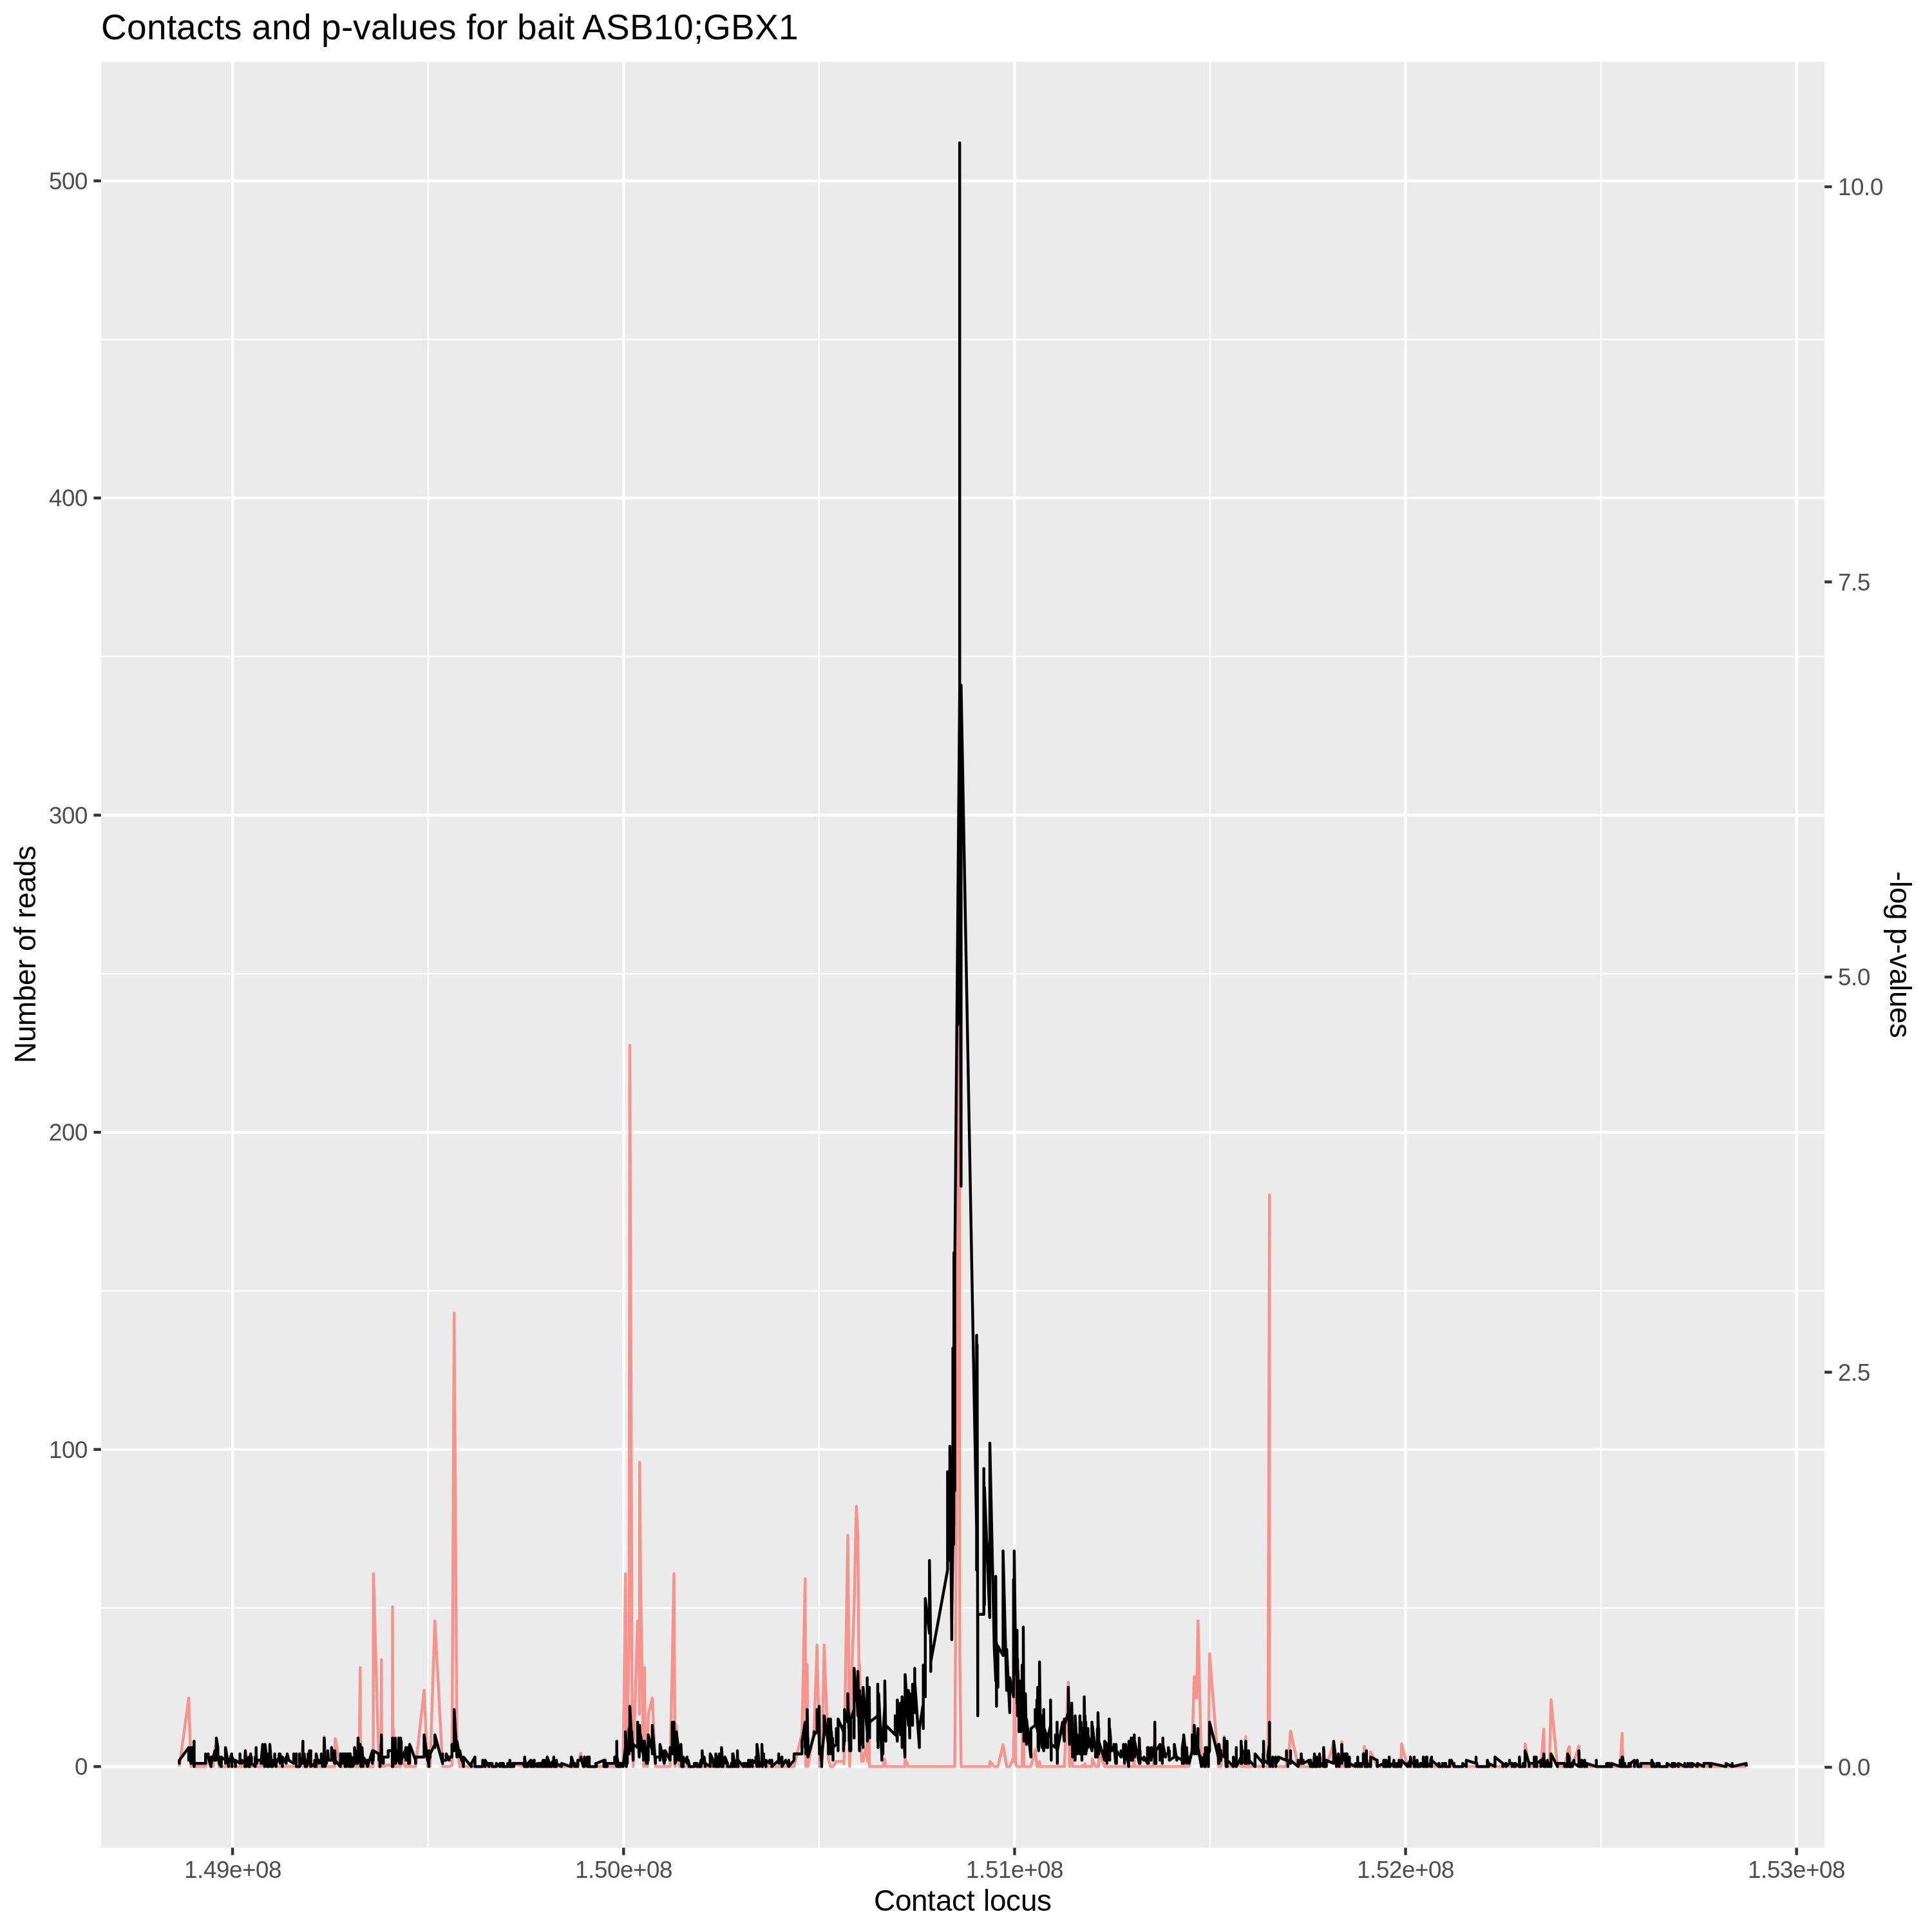 Contacts and p-values for bait ASB10;GBX1
500
400
300
200
100
0
Number of reads
10.0
7.5
5.0
2.5
0.0
-log p-values
1.49e+08
1.50e+08
1.51e+08
1.52e+08
1.53e+08
Contact locus